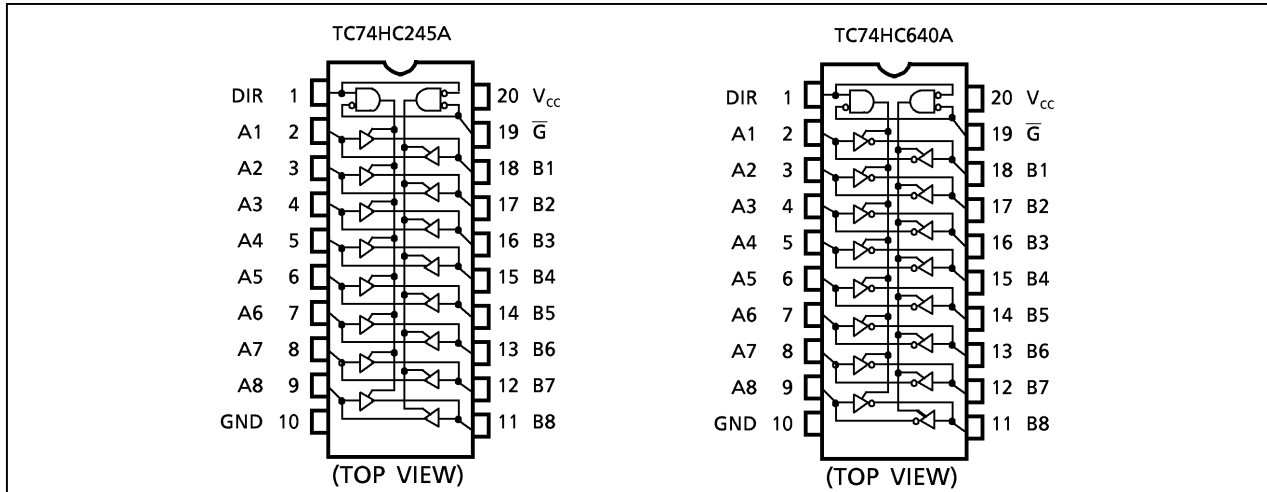 TC74HC245A
DIR 1 20 VCC
A1 2 19 G̅
A2 3 18 B1
A3 4 17 B2
A4 5 16 B3
A5 6 15 B4
A6 7 14 B5
A7 8 13 B6
A8 9 12 B7
GND 10 11 B8
(TOP VIEW)
TC74HC640A
DIR 1 20 VCC
A1 2 19 G̅
A2 3 18 B1
A3 4 17 B2
A4 5 16 B3
A5 6 15 B4
A6 7 14 B5
A7 8 13 B6
A8 9 12 B7
GND 10 11 B8
(TOP VIEW)